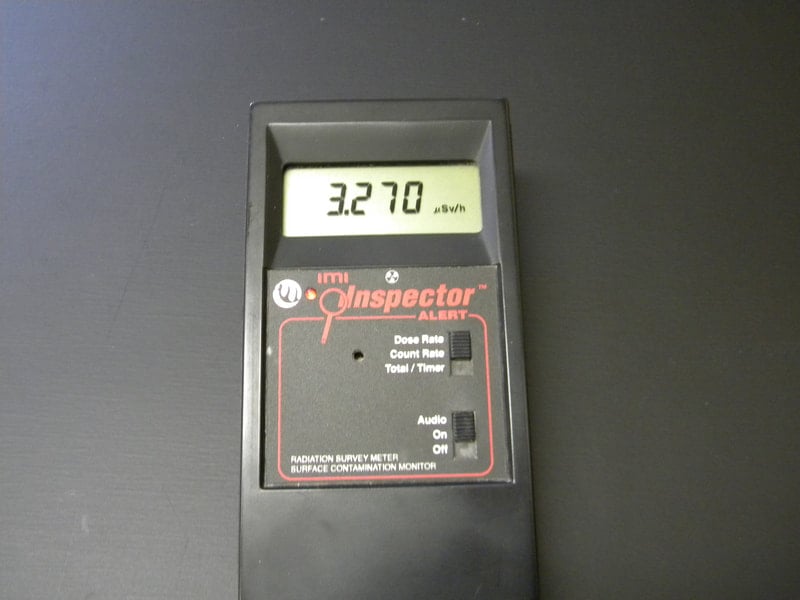 3.270 μSv/h
imi
Inspector™
ALERT
Dose Rate
Count Rate
Total / Timer
Audio
On
Off
RADIATION SURVEY METER
SURFACE CONTAMINATION MONITOR